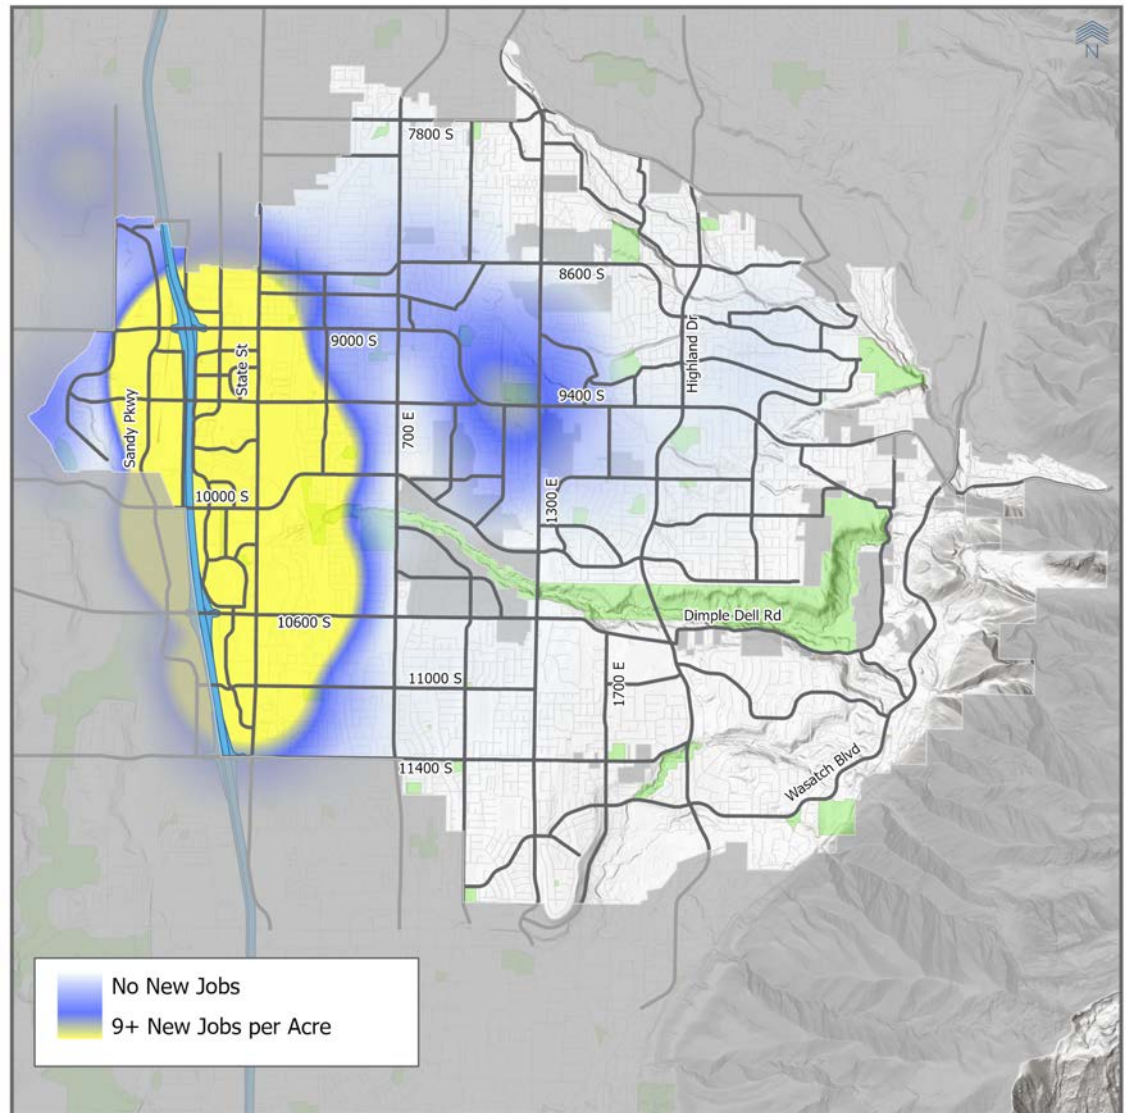 N
7800 S
8600 S
Highland Dr
9000 S
State St
9400 S
Sandy Pkwy
700 E
1300 E
10000 S
Dimple Dell Rd
10600 S
1700 E
11000 S
11400 S
Wasatch Blvd
No New Jobs
9+ New Jobs per Acre